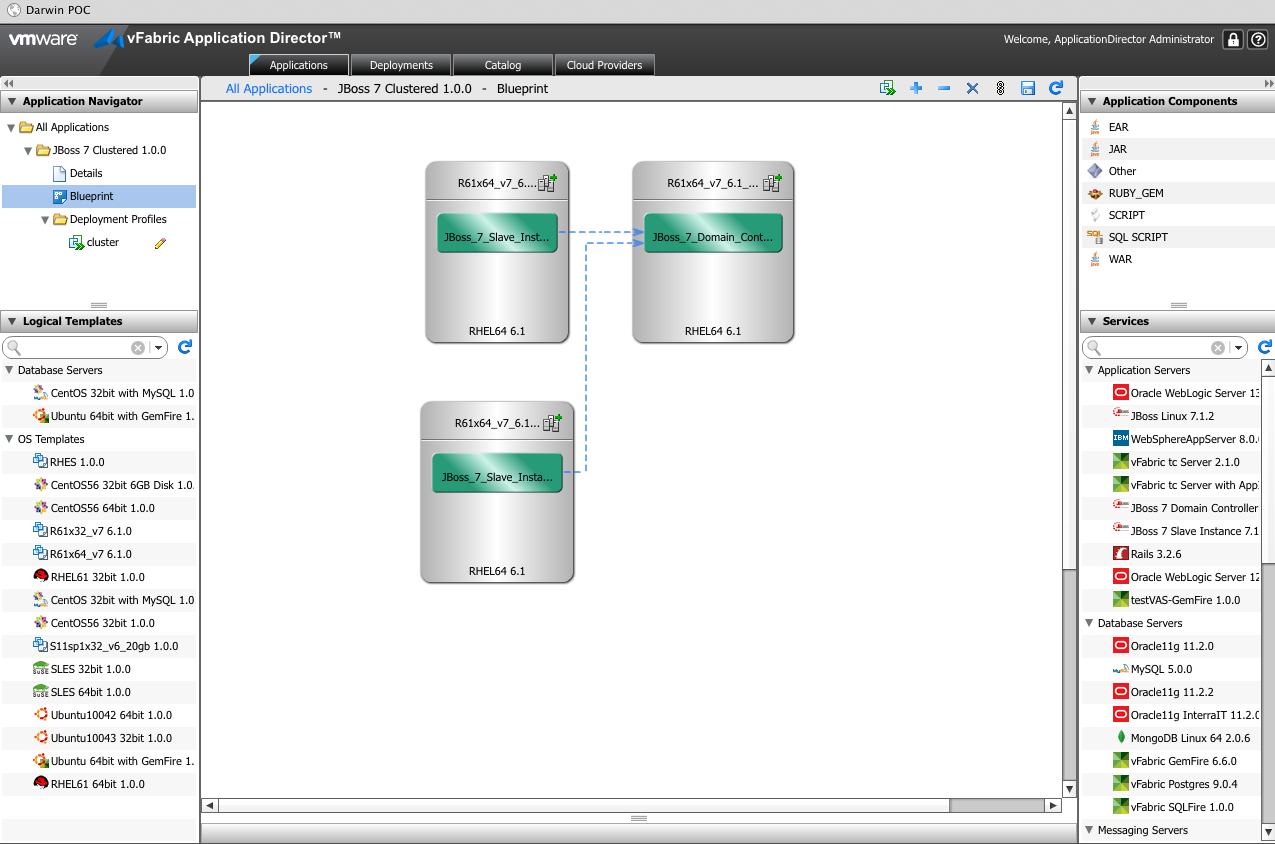 Darwin POC
vmware vFabric Application Director™
Welcome, ApplicationDirector Administrator
Applications Deployments Catalog Cloud Providers
Application Navigator
All Applications
JBoss 7 Clustered 1.0.0
Details
Blueprint
Deployment Profiles
cluster
Logical Templates
Database Servers
CentOS 32bit with MySQL 1.0
Ubuntu 64bit with GemFire 1.
OS Templates
RHES 1.0.0
CentOS56 32bit 6GB Disk 1.0.
CentOS56 64bit 1.0.0
R61x32_v7 6.1.0
R61x64_v7 6.1.0
RHEL61 32bit 1.0.0
CentOS 32bit with MySQL 1.0
CentOS56 32bit 1.0.0
S11sp1x32_v6_20gb 1.0.0
SLES 32bit 1.0.0
SLES 64bit 1.0.0
Ubuntu10042 64bit 1.0.0
Ubuntu10043 32bit 1.0.0
Ubuntu 64bit with GemFire 1.
RHEL61 64bit 1.0.0
All Applications - JBoss 7 Clustered 1.0.0 - Blueprint
R61x64_v7_6....
JBoss_7_Slave_Inst...
RHEL64 6.1
R61x64_v7_6.1_...
JBoss_7_Domain_Cont...
RHEL64 6.1
R61x64_v7_6.1...
JBoss_7_Slave_Insta...
RHEL64 6.1
Application Components
EAR
JAR
Other
RUBY_GEM
SCRIPT
SQL SCRIPT
WAR
Services
Application Servers
Oracle WebLogic Server 13
JBoss Linux 7.1.2
WebSphereAppServer 8.0.
vFabric tc Server 2.1.0
vFabric tc Server with App
JBoss 7 Domain Controller
JBoss 7 Slave Instance 7.1
Rails 3.2.6
Oracle WebLogic Server 12
testVAS-GemFire 1.0.0
Database Servers
Oracle11g 11.2.0
MySQL 5.0.0
Oracle11g 11.2.2
Oracle11g InterraIT 11.2.0
MongoDB Linux 64 2.0.6
vFabric GemFire 6.6.0
vFabric Postgres 9.0.4
vFabric SQLFire 1.0.0
Messaging Servers